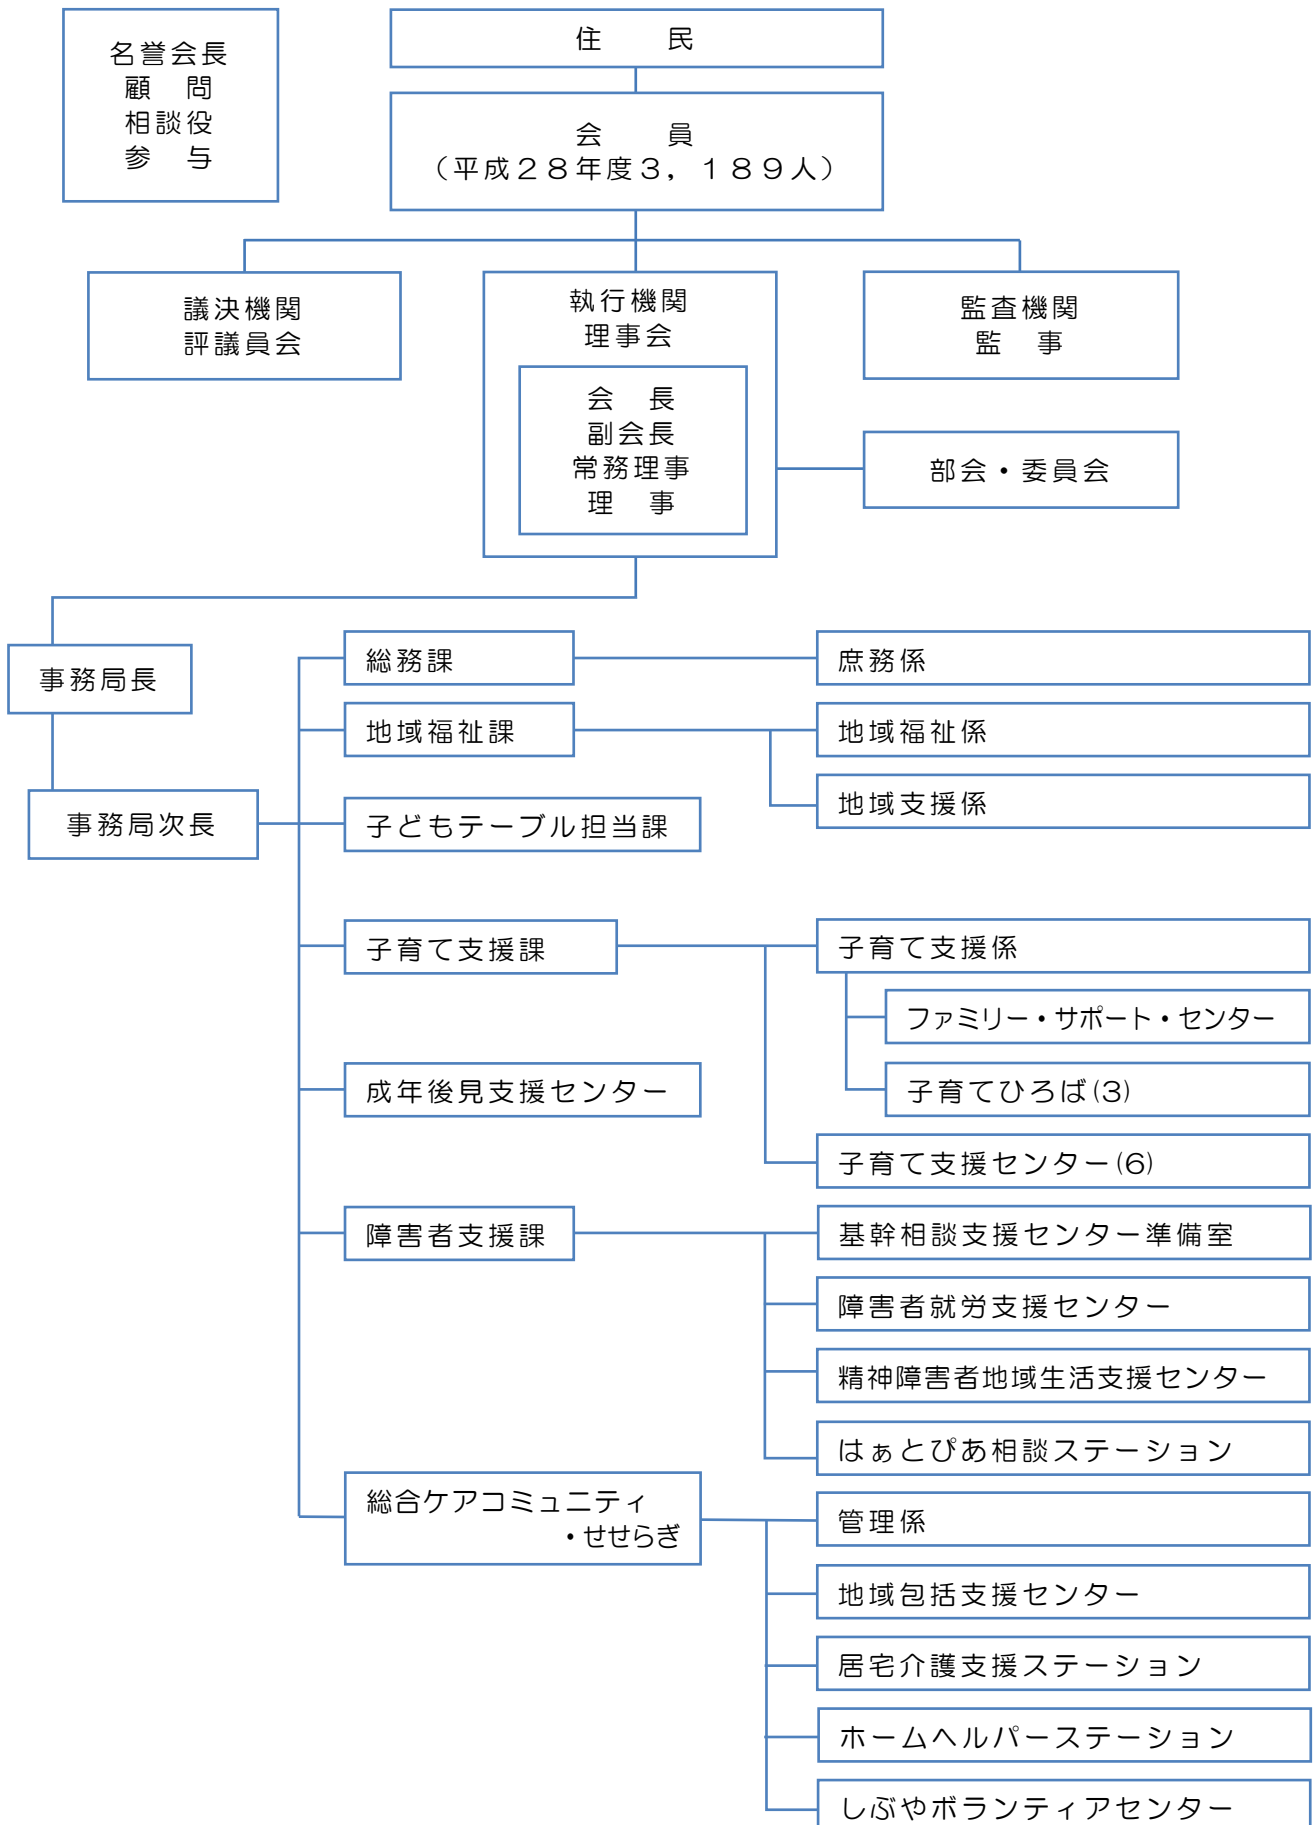 名誉会長
顧　問
相談役
参　与
住　　民
会　　員
（平成２８年度３，１８９人）
議決機関
評議員会
執行機関
理事会
会　長
副会長
常務理事
理　事
監査機関
監　事
部会・委員会
事務局長
事務局次長
総務課
庶務係
地域福祉課
地域福祉係
地域支援係
子どもテーブル担当課
子育て支援課
子育て支援係
ファミリー・サポート・センター
子育てひろば(3)
子育て支援センター(6)
成年後見支援センター
障害者支援課
基幹相談支援センター準備室
障害者就労支援センター
精神障害者地域生活支援センター
はぁとぴあ相談ステーション
総合ケアコミュニティ
・せせらぎ
管理係
地域包括支援センター
居宅介護支援ステーション
ホームヘルパーステーション
しぶやボランティアセンター